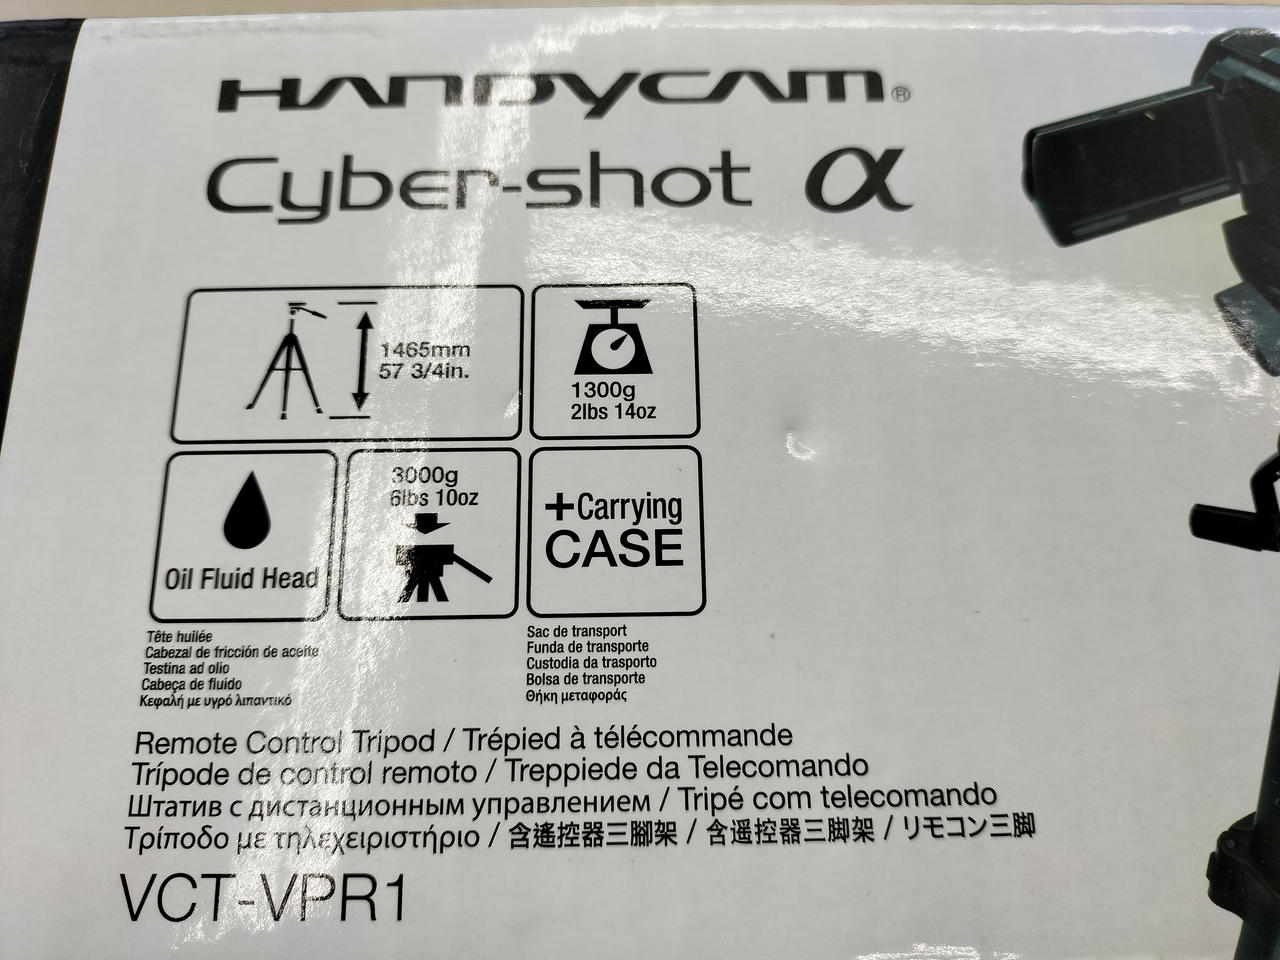 HANDYCAM®
Cyber-shot α
1465mm
57 3/4in.
1300g
2lbs 14oz
Oil Fluid Head
3000g
6lbs 10oz
+Carrying
CASE
Tête huilée
Cabezal de fricción de aceite
Testina ad olio
Cabeça de fluido
Κεφαλή με υγρό λιπαντικό
Sac de transport
Funda de transporte
Custodia da trasporto
Bolsa de transporte
Θήκη μεταφοράς
Remote Control Tripod / Trépied à télécommande
Trípode de control remoto / Treppiede da Telecomando
Штатив с дистанционным управлением / Tripé com telecomando
Τρίποδο με τηλεχειριστήριο / 含遙控器三腳架 / 含遥控器三脚架 / リモコン三脚
VCT-VPR1